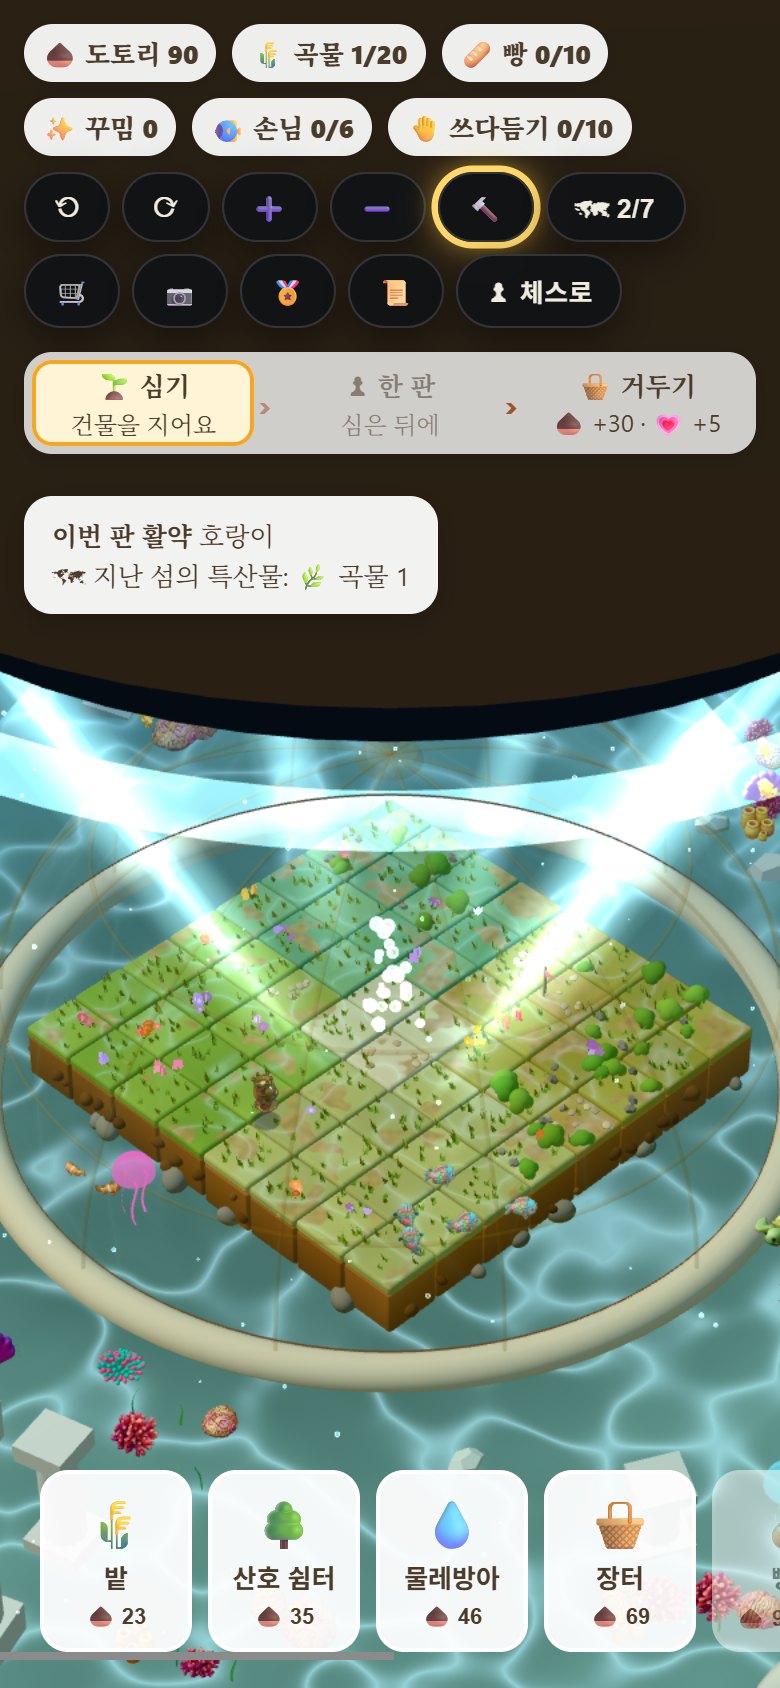 도토리 90
곡물 1/20
빵 0/10
꾸밈 0
손님 0/6
쓰다듬기 0/10
2/7
체스로
심기
건물을 지어요
한 판
심은 뒤에
거두기
+30 · +5
이번 판 활약 호랑이
지난 섬의 특산물: 곡물 1
밭
23
산호 쉼터
35
물레방아
46
장터
69